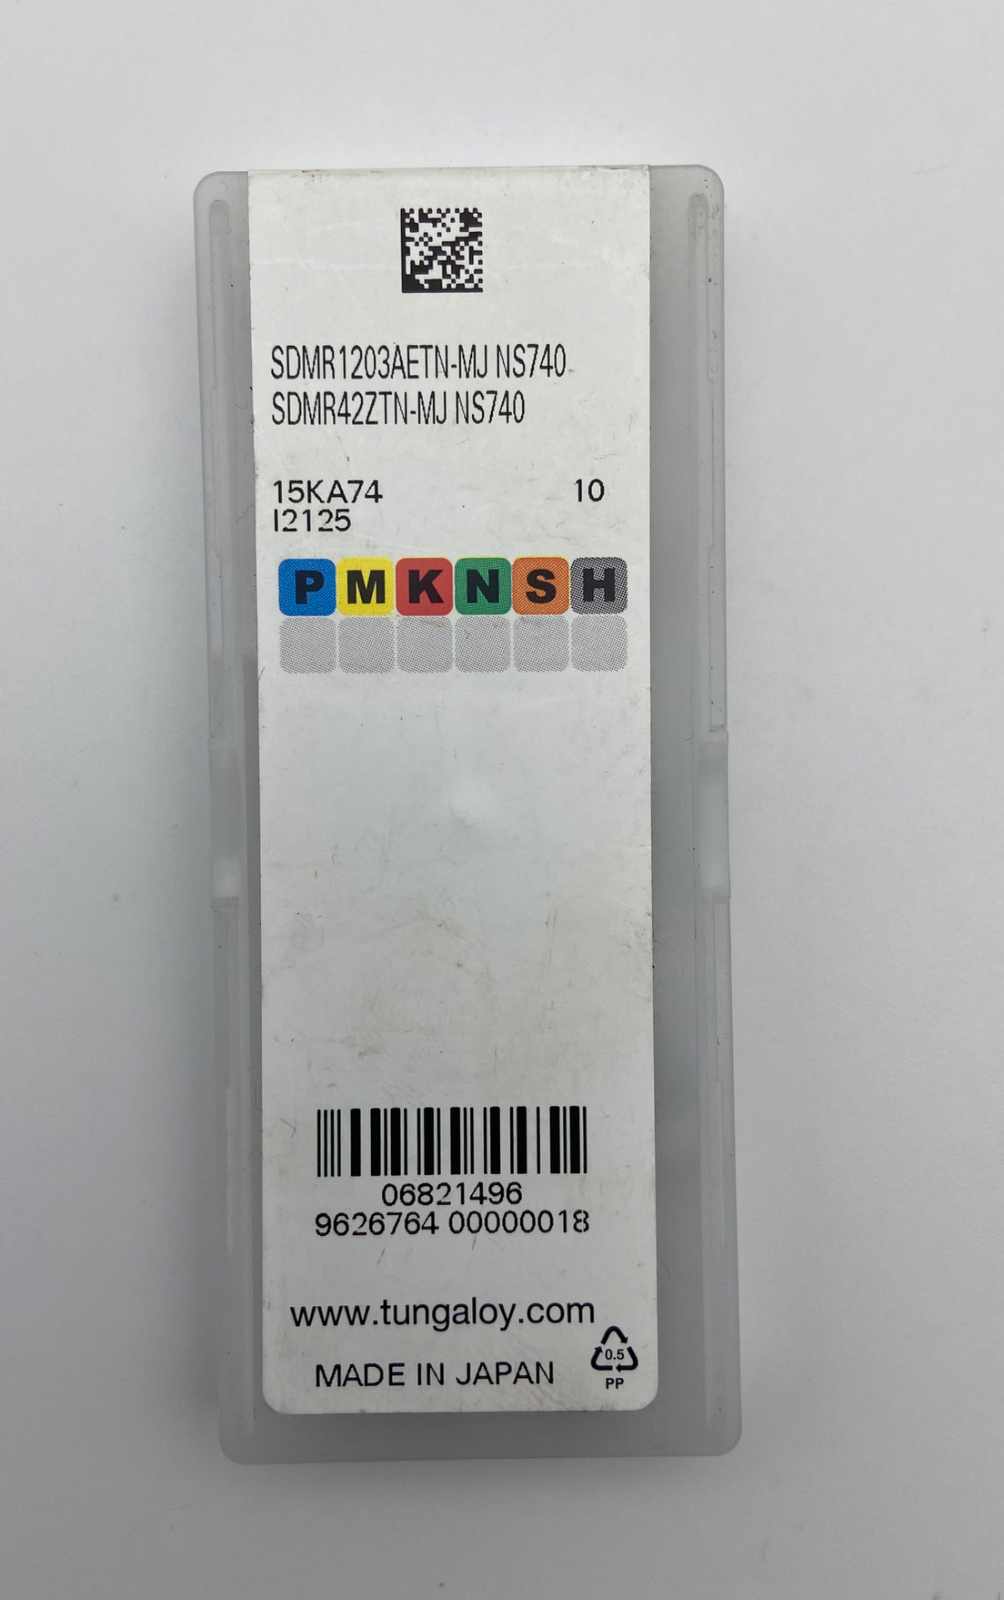 SDMR1203AETN-MJ NS740
SDMR42ZTN-MJ NS740
15KA74 10
I2125
P M K N S H
06821496
9626764 00000018
www.tungaloy.com
0.5
PP
MADE IN JAPAN